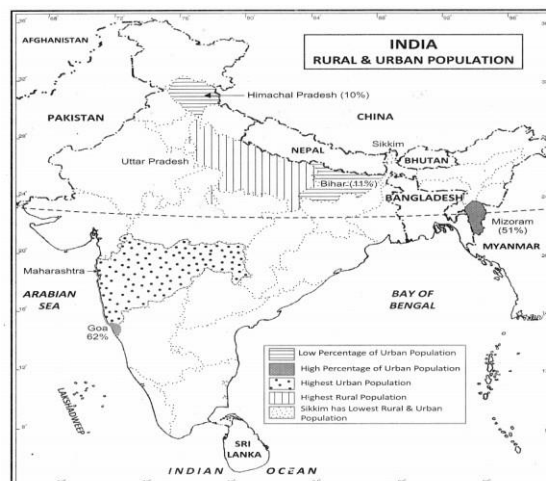 INDIA
RURAL & URBAN POPULATION
AFGHANISTAN
Himachal Pradesh (10%)
PAKISTAN
CHINA
NEPAL
Sikkim
BHUTAN
Uttar Pradesh
Bihar (11%)
BANGLADESH
Mizoram
(51%)
MYANMAR
Maharashtra
ARABIAN
SEA
BAY OF
BENGAL
Goa
62%
Low Percentage of Urban Population
High Percentage of Urban Population
Highest Urban Population
Highest Rural Population
Sikkim has Lowest Rural & Urban
Population
LAKSHADWEEP
SRI
LANKA
INDIAN OCEAN